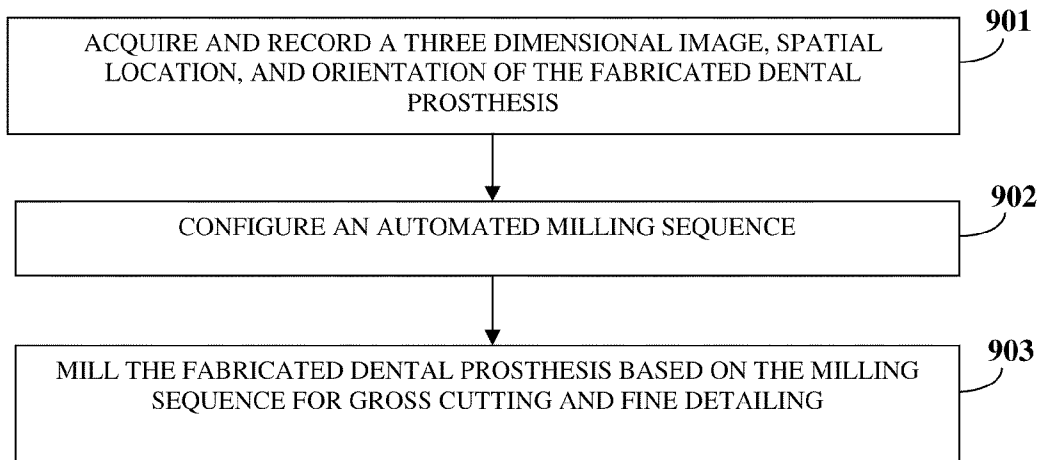 ACQUIRE AND RECORD A THREE DIMENSIONAL IMAGE, SPATIAL
LOCATION, AND ORIENTATION OF THE FABRICATED DENTAL
PROSTHESIS
901
CONFIGURE AN AUTOMATED MILLING SEQUENCE
902
MILL THE FABRICATED DENTAL PROSTHESIS BASED ON THE MILLING
SEQUENCE FOR GROSS CUTTING AND FINE DETAILING
903